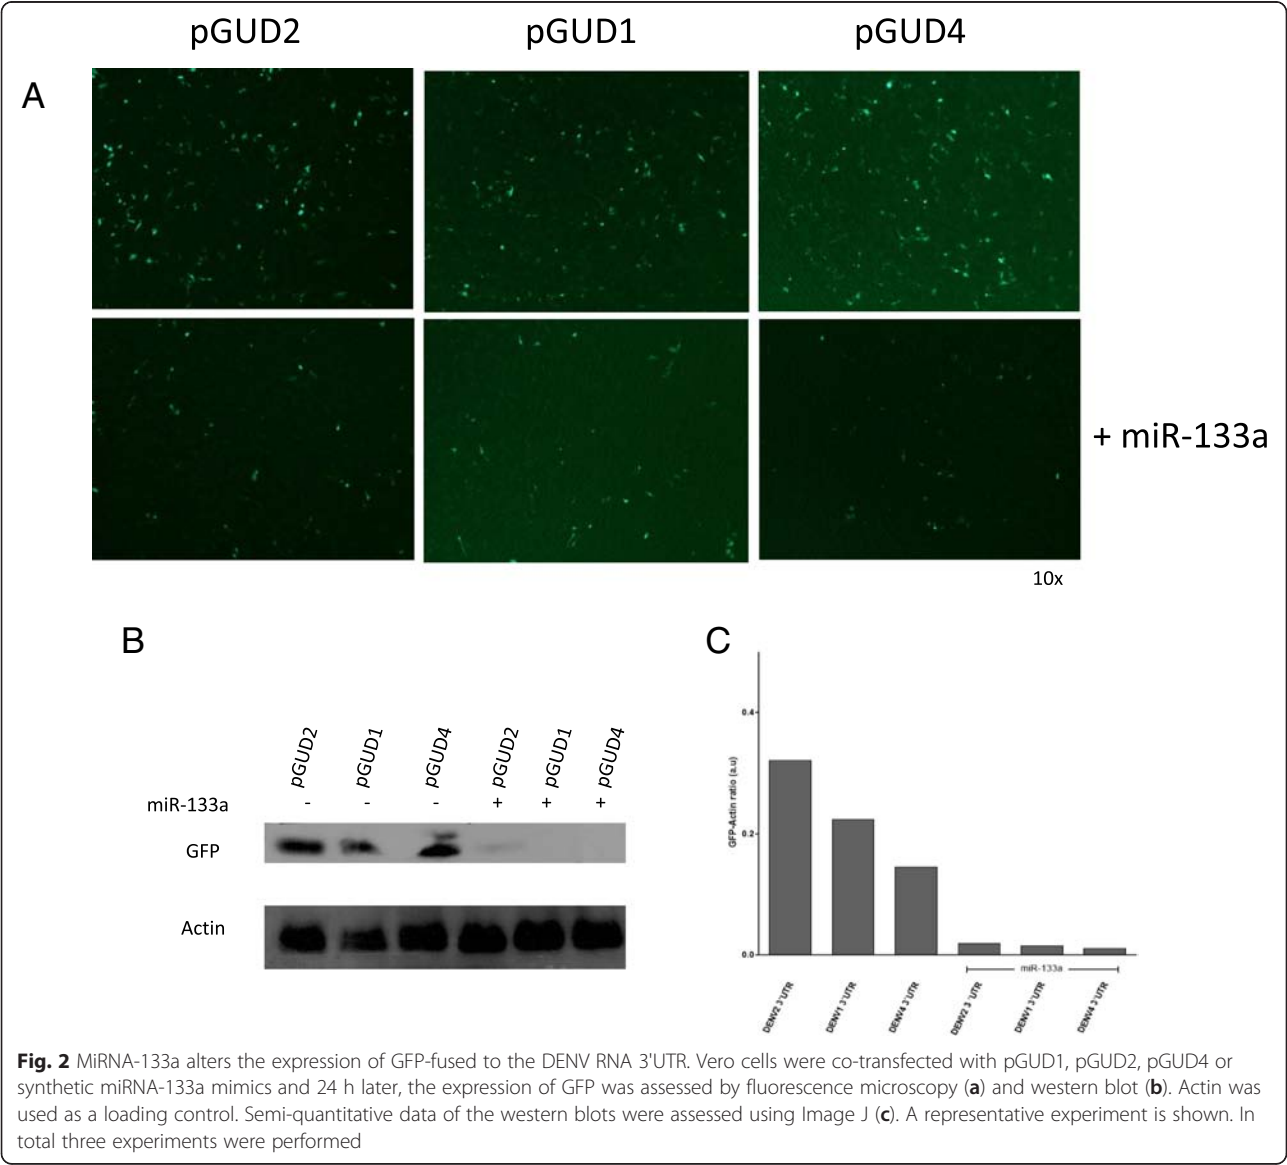 pGUD2 pGUD1 pGUD4
A
+ miR-133a
10x
B
pGUD2 pGUD1 pGUD4 pGUD2 pGUD1 pGUD4
miR-133a - - - + + +
GFP
Actin
C
GFP-Actin ratio (a.u)
0.4
0.2
0.0
miR-133a
DENV2 3'UTR DENV1 3'UTR DENV4 3'UTR DENV2 3'UTR DENV1 3'UTR DENV4 3'UTR
Fig. 2 MiRNA-133a alters the expression of GFP-fused to the DENV RNA 3'UTR. Vero cells were co-transfected with pGUD1, pGUD2, pGUD4 or
synthetic miRNA-133a mimics and 24 h later, the expression of GFP was assessed by fluorescence microscopy (a) and western blot (b). Actin was
used as a loading control. Semi-quantitative data of the western blots were assessed using Image J (c). A representative experiment is shown. In
total three experiments were performed